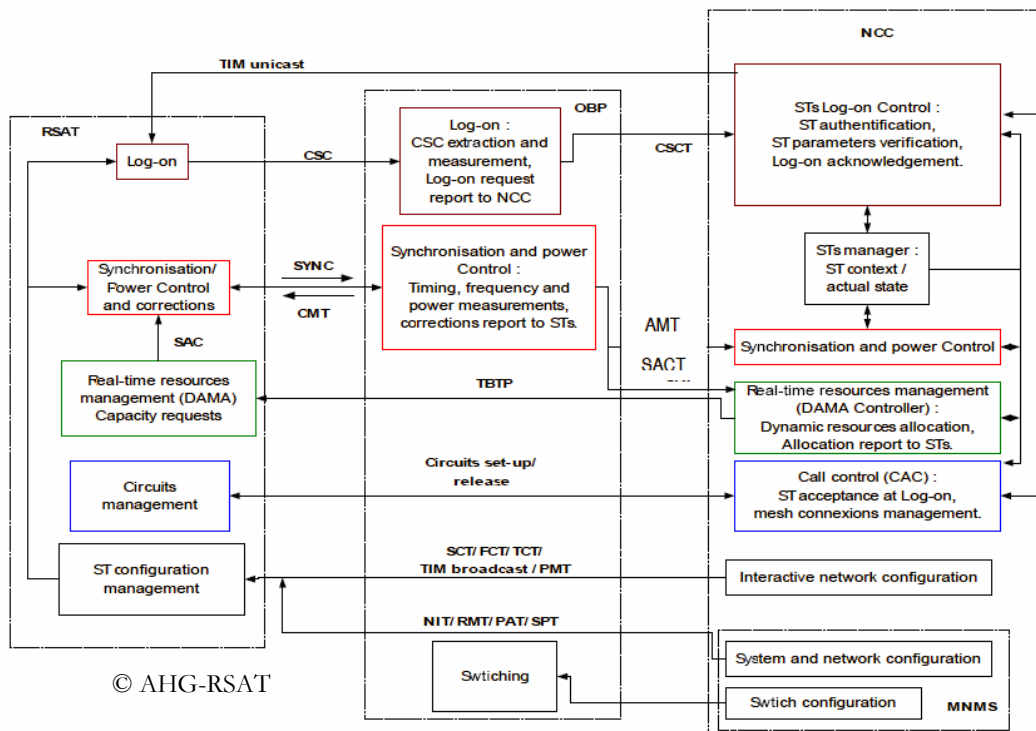 NCC
TIM unicast
OBP
RSAT
Log-on
CSC
Log-on :
CSC extraction and
measurement,
Log-on request
report to NCC
CSCT
STs Log-on Control :
ST authentification,
ST parameters verification,
Log-on acknowledgement.
STs manager :
ST context /
actual state
Synchronisation/
Power Control
and corrections
SYNC
CMT
Synchronisation and power
Control :
Timing, frequency and
power measurements,
corrections report to STs.
AMT
SACT
Synchronisation and power Control
SAC
Real-time resources
management (DAMA)
Capacity requests
TBTP
Real-time resources management
(DAMA Controller) :
Dynamic resources allocation,
Allocation report to STs.
Circuits
management
Circuits set-up/
release
Call control (CAC) :
ST acceptance at Log-on,
mesh connexions management.
ST configuration
management
SCT/ FCT/ TCT/
TIM broadcast / PMT
Interactive network configuration
NIT/ RMT/ PAT/ SPT
System and network configuration
Swtiching
Swtich configuration
MNMS
© AHG-RSAT